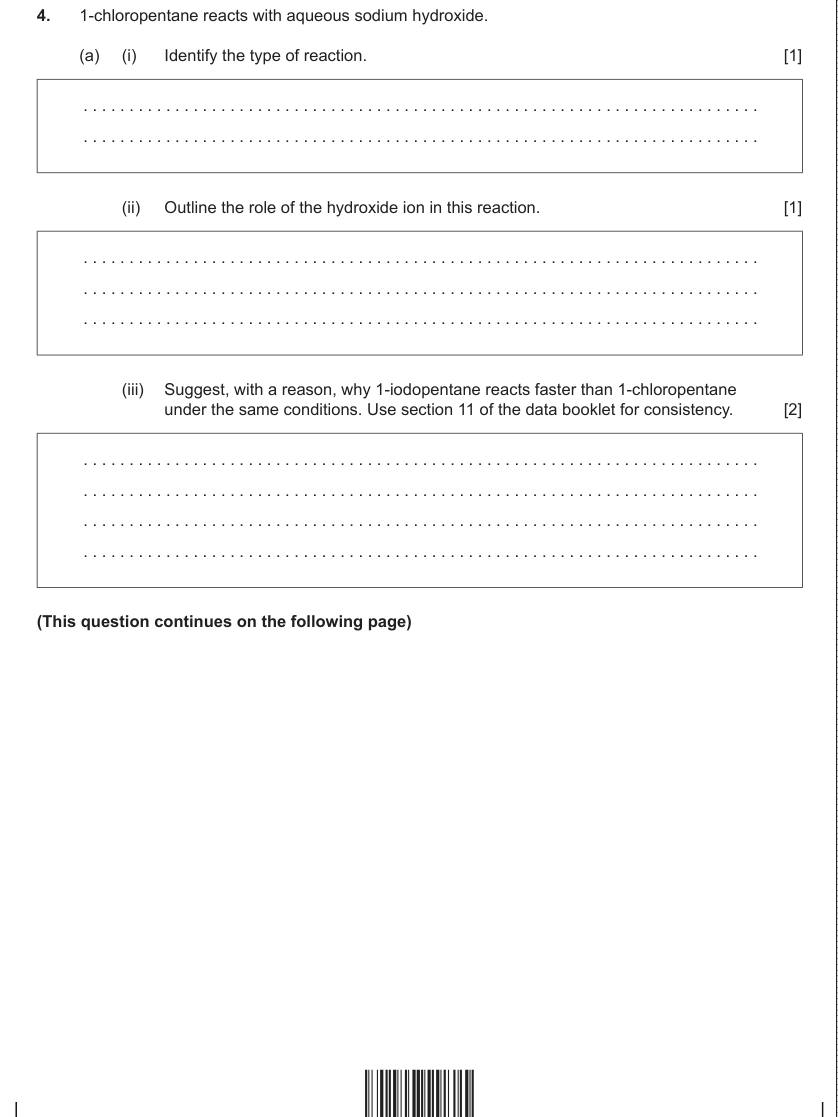 4. 1-chloropentane reacts with aqueous sodium hydroxide.
(a) (i) Identify the type of reaction. [1]
(ii) Outline the role of the hydroxide ion in this reaction. [1]
(iii) Suggest, with a reason, why 1-iodopentane reacts faster than 1-chloropentane
under the same conditions. Use section 11 of the data booklet for consistency. [2]
(This question continues on the following page)